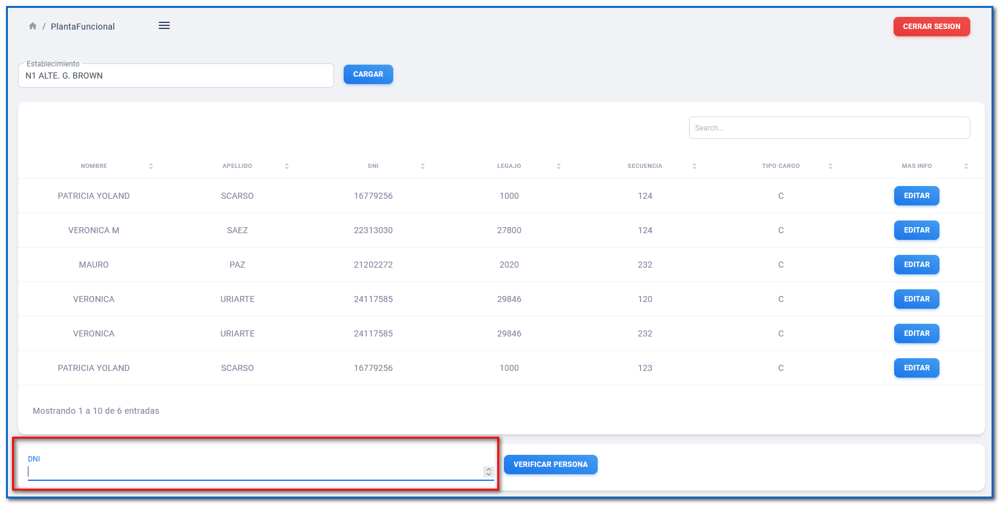 / PlantaFuncional
CERRAR SESION
Establecimiento
N1 ALTE. G. BROWN
CARGAR
Search...
NOMBRE APELLIDO DNI LEGAJO SECUENCIA TIPO CARGO MAS INFO
PATRICIA YOLAND SCARSO 16779256 1000 124 C EDITAR
VERONICA M SAEZ 22313030 27800 124 C EDITAR
MAURO PAZ 21202272 2020 232 C EDITAR
VERONICA URIARTE 24117585 29846 120 C EDITAR
VERONICA URIARTE 24117585 29846 232 C EDITAR
PATRICIA YOLAND SCARSO 16779256 1000 123 C EDITAR
Mostrando 1 a 10 de 6 entradas
DNI
VERIFICAR PERSONA